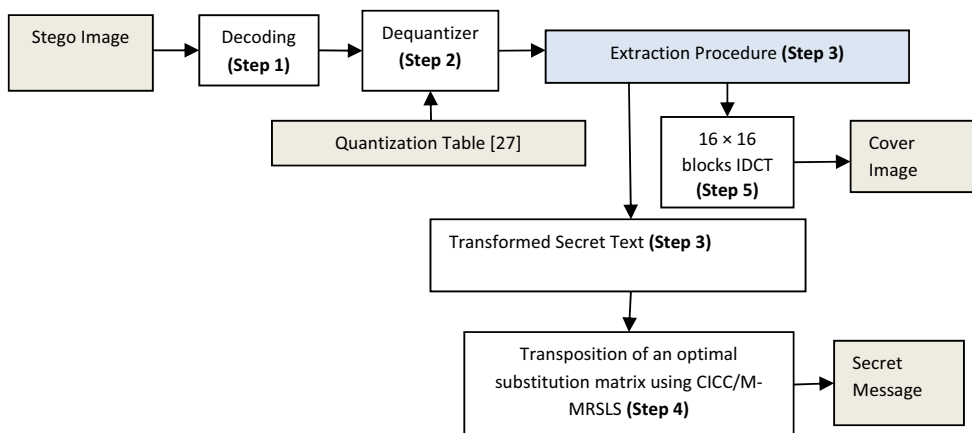 Stego Image
Decoding
(Step 1)
Dequantizer
(Step 2)
Extraction Procedure (Step 3)
Quantization Table [27]
16 × 16
blocks IDCT
(Step 5)
Cover
Image
Transformed Secret Text (Step 3)
Transposition of an optimal
substitution matrix using CICC/M-
MRSLS (Step 4)
Secret
Message